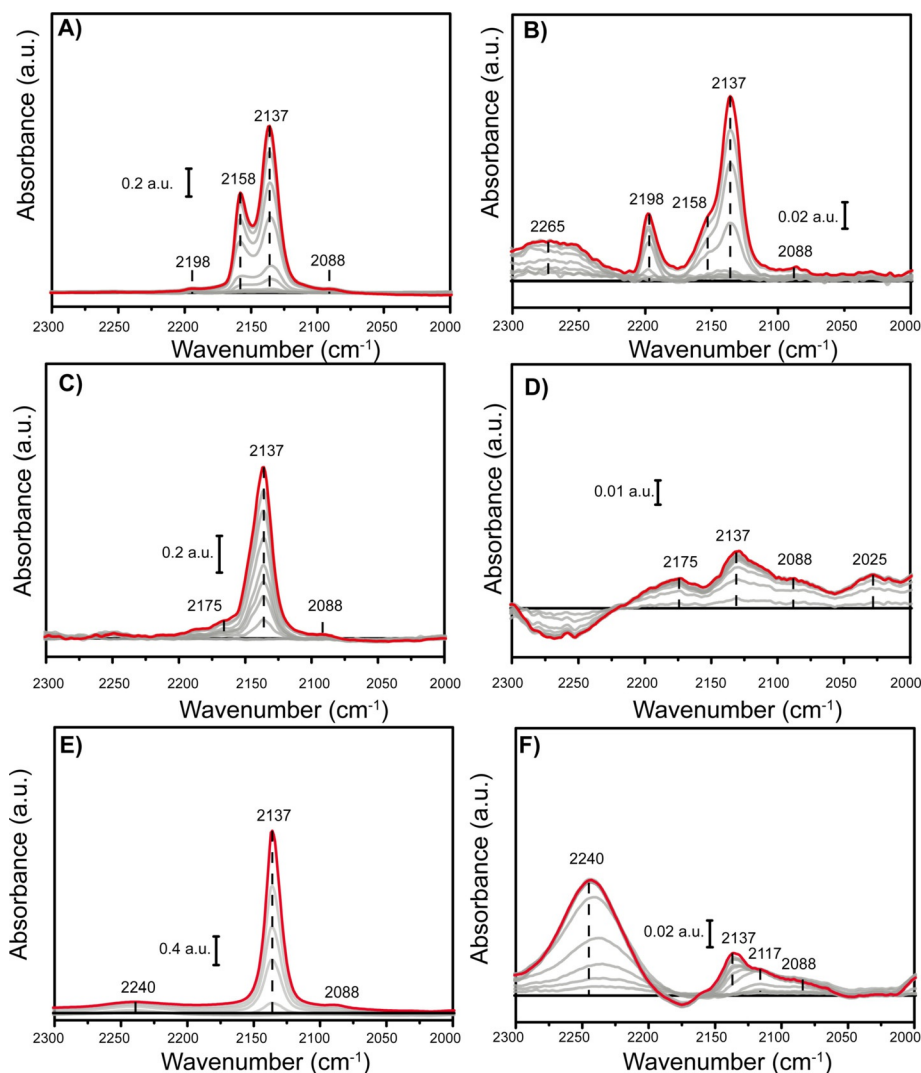 A)
Absorbance (a.u.)
0.2 a.u.
2198
2158
2137
2088
2300 2250 2200 2150 2100 2050 2000
Wavenumber (cm⁻¹)
B)
Absorbance (a.u.)
2265
2198
2158
2137
0.02 a.u.
2088
2300 2250 2200 2150 2100 2050 2000
Wavenumber (cm⁻¹)
C)
Absorbance (a.u.)
0.2 a.u.
2175
2137
2088
2300 2250 2200 2150 2100 2050 2000
Wavenumber (cm⁻¹)
D)
Absorbance (a.u.)
0.01 a.u.
2175
2137
2088
2025
2300 2250 2200 2150 2100 2050 2000
Wavenumber (cm⁻¹)
E)
Absorbance (a.u.)
2240
0.4 a.u.
2137
2088
2300 2250 2200 2150 2100 2050 2000
Wavenumber (cm⁻¹)
F)
Absorbance (a.u.)
2240
0.02 a.u.
2137
2117
2088
2300 2250 2200 2150 2100 2050 2000
Wavenumber (cm⁻¹)